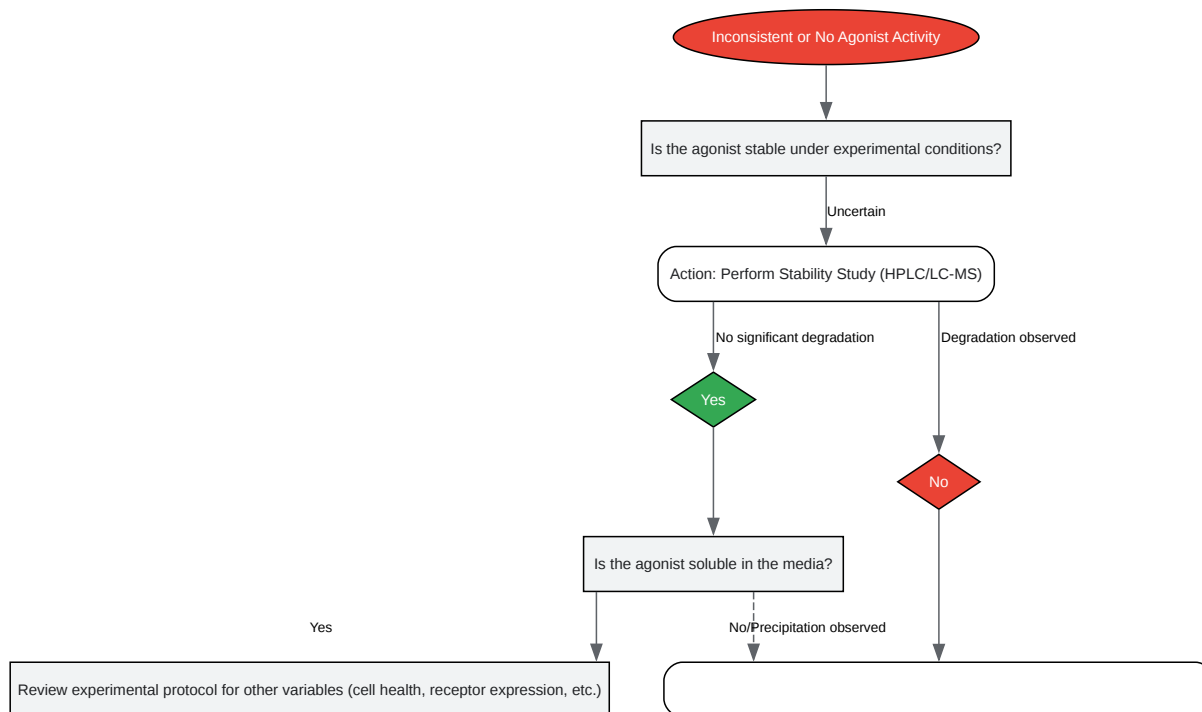 Inconsistent or No Agonist Activity
Is the agonist stable under experimental conditions?
Uncertain
Action: Perform Stability Study (HPLC/LC-MS)
No significant degradation
Degradation observed
Yes
No
Is the agonist soluble in the media?
Yes
No/Precipitation observed
Review experimental protocol for other variables (cell health, receptor expression, etc.)